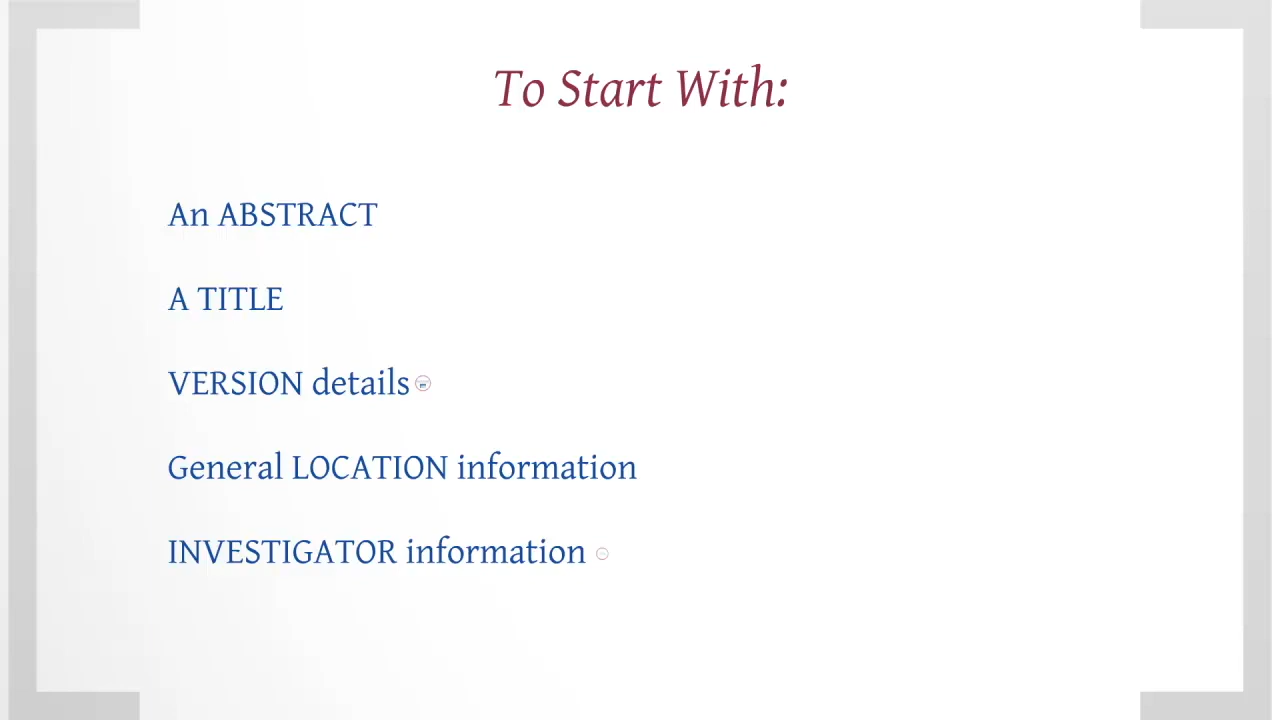 To Start With:
An ABSTRACT
A TITLE
VERSION details
General LOCATION information
INVESTIGATOR information